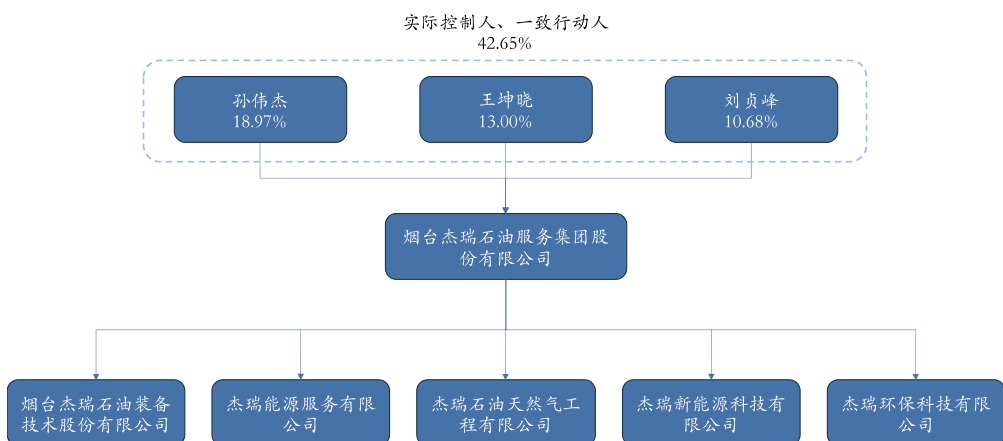 实际控制人、一致行动人
42.65%
孙伟杰
18.97%
王坤晓
13.00%
刘贞峰
10.68%
烟台杰瑞石油服务集团股
份有限公司
烟台杰瑞石油装备
技术股份有限公司
杰瑞能源服务有限
公司
杰瑞石油天然气工
程有限公司
杰瑞新能源科技有
限公司
杰瑞环保科技有限
公司